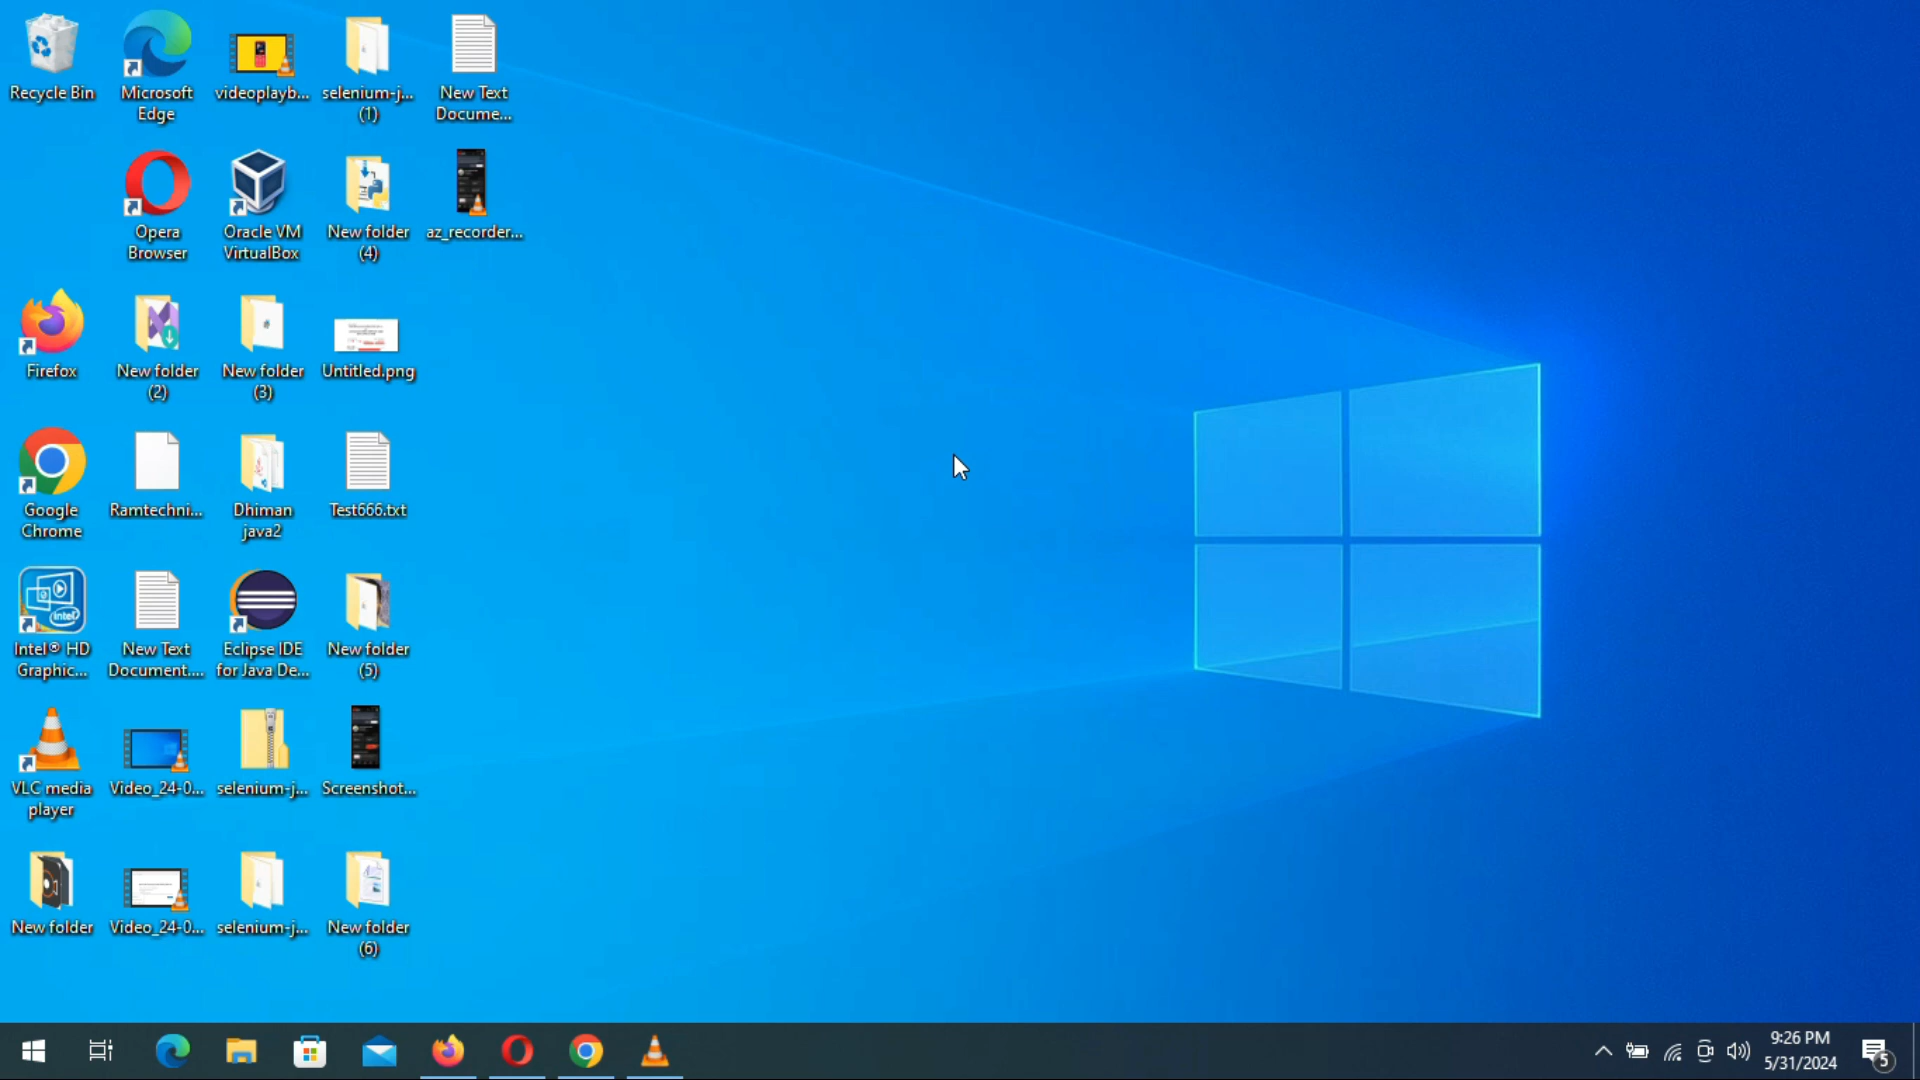 Recycle Bin
Microsoft
Edge
videoplayb...
selenium-j...
(1)
New Text
Docume...
Opera
Browser
Oracle VM
VirtualBox
New folder
(4)
az_recorder...
Firefox
New folder
(2)
New folder
(3)
Untitled.png
Google
Chrome
Ramtechni...
Dhiman
java2
Test666.txt
Intel® HD
Graphic...
New Text
Document....
Eclipse IDE
for Java De...
New folder
(5)
VLC media
player
Video_24-0...
selenium-j...
Screenshot...
New folder
Video_24-0...
selenium-j...
New folder
(6)
9:26 PM
5/31/2024
5